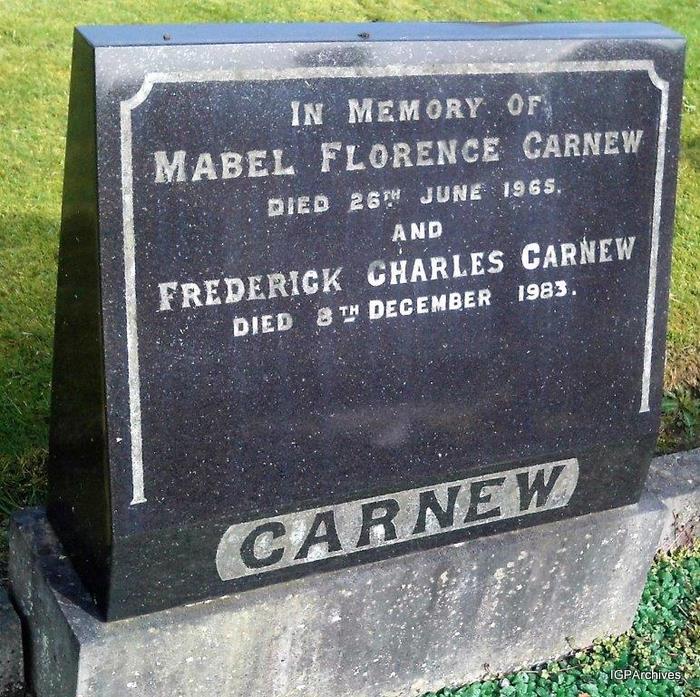 IN MEMORY OF
MABEL FLORENCE CARNEW
DIED 26TH JUNE 1965.
AND
FREDERICK CHARLES CARNEW
DIED 8TH DECEMBER 1983.
CARNEW
IGPArchives